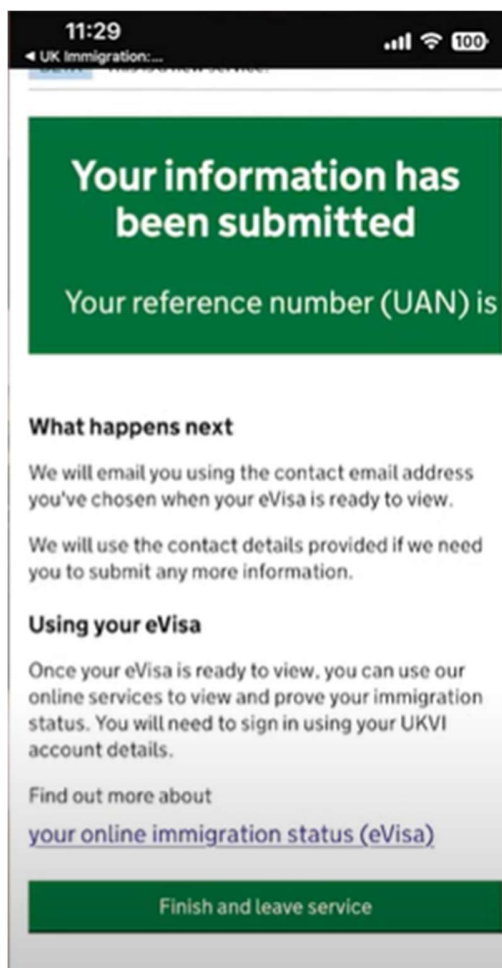 11:29
100
◀ UK Immigration:...
BETA This is a new service.
Your information has
been submitted
Your reference number (UAN) is
What happens next
We will email you using the contact email address
you've chosen when your eVisa is ready to view.
We will use the contact details provided if we need
you to submit any more information.
Using your eVisa
Once your eVisa is ready to view, you can use our
online services to view and prove your immigration
status. You will need to sign in using your UKVI
account details.
Find out more about
your online immigration status (eVisa)
Finish and leave service